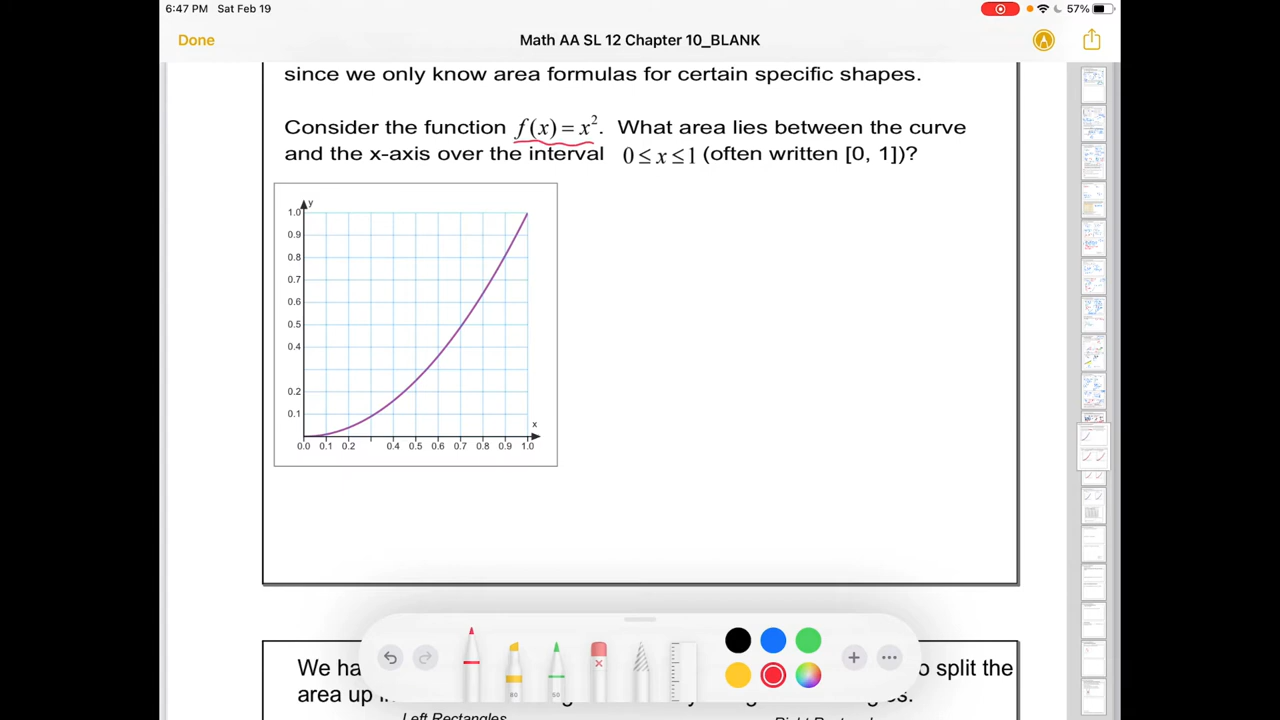 6:47 PM Sat Feb 19
57%
Done
Math AA SL 12 Chapter 10_BLANK
since we only know area formulas for certain specific shapes.
Consider the function f(x) = x². What area lies between the curve
and the x-axis over the interval 0 ≤ x ≤ 1 (often written [0, 1])?
y
1.0
0.9
0.8
0.7
0.6
0.5
0.4
0.2
0.1
x
0.0 0.1 0.2 0.4 0.5 0.6 0.7 0.8 0.9 1.0
80
We ha o split the
area up es.
Left Rectangles